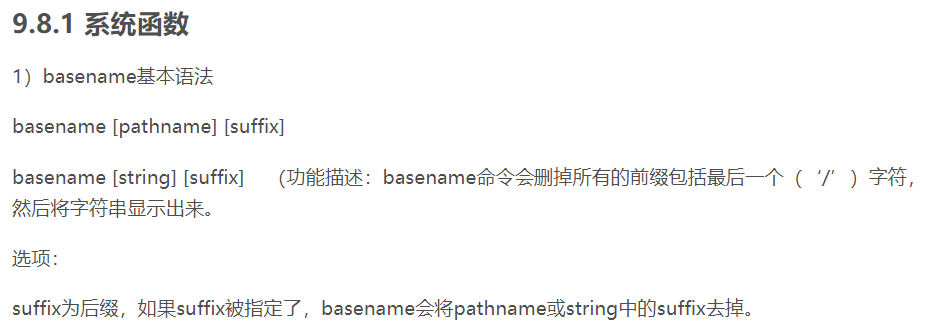 9.8.1 系统函数
1）basename基本语法
basename [pathname] [suffix]
basename [string] [suffix]     （功能描述：basename命令会删掉所有的前缀包括最后一个（‘/’）字符，
然后将字符串显示出来。
选项：
suffix为后缀，如果suffix被指定了，basename会将pathname或string中的suffix去掉。